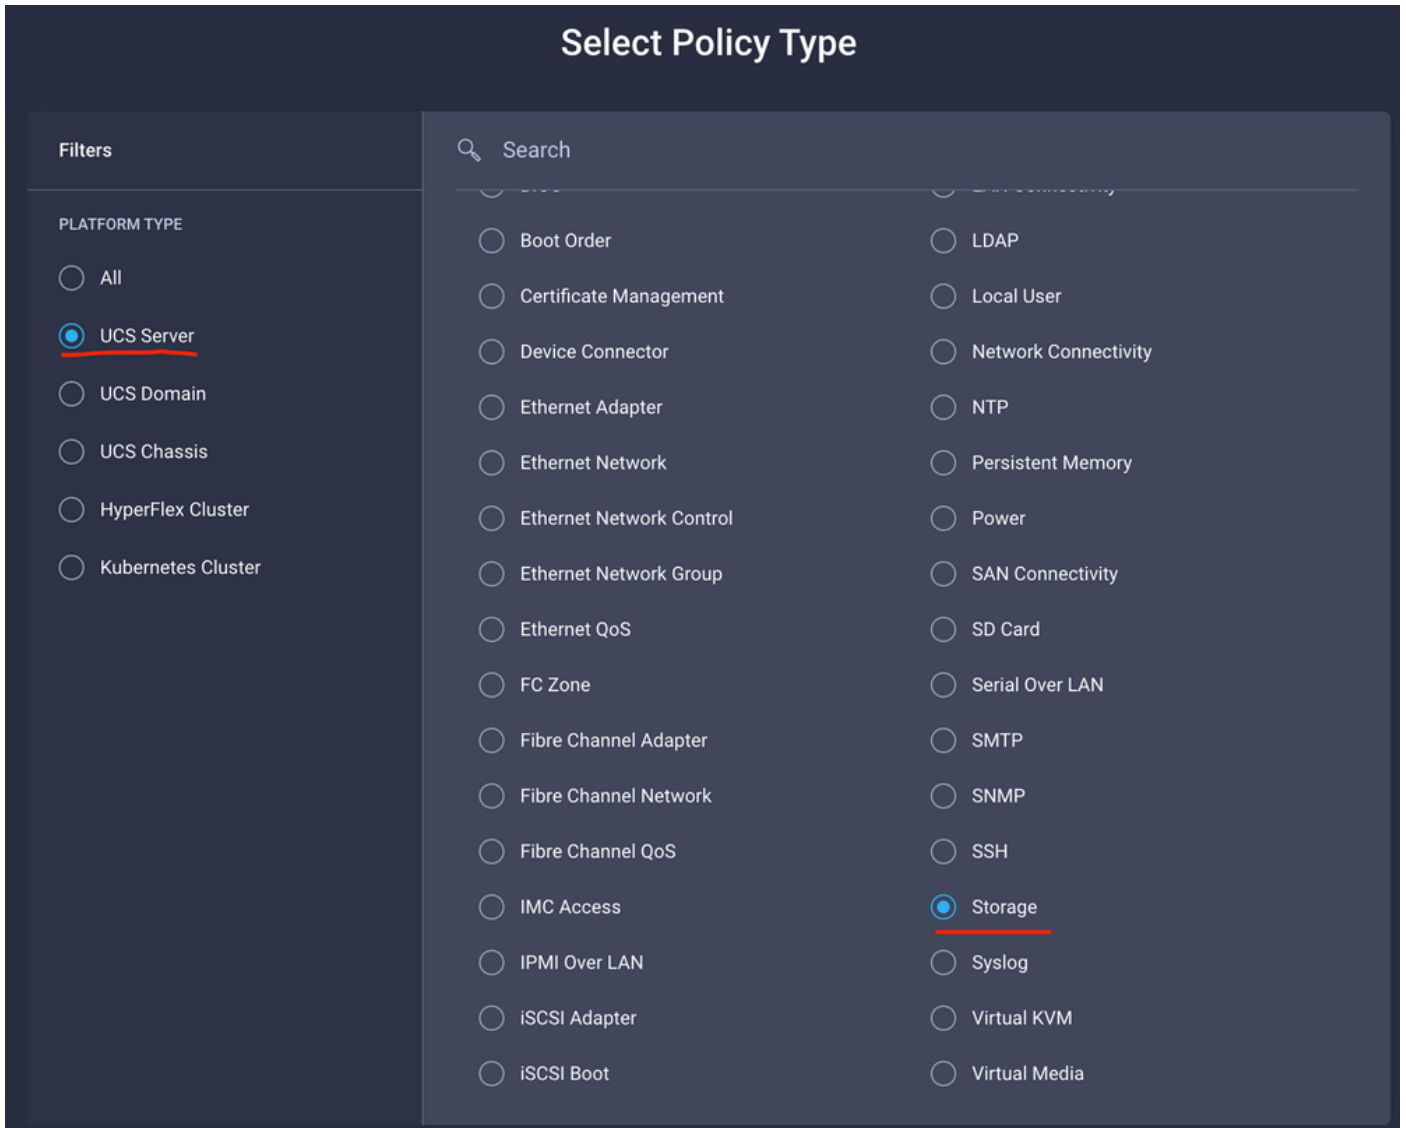 Select Policy Type
Filters
Search
PLATFORM TYPE
All
UCS Server
UCS Domain
UCS Chassis
HyperFlex Cluster
Kubernetes Cluster
Boot Order
Certificate Management
Device Connector
Ethernet Adapter
Ethernet Network
Ethernet Network Control
Ethernet Network Group
Ethernet QoS
FC Zone
Fibre Channel Adapter
Fibre Channel Network
Fibre Channel QoS
IMC Access
IPMI Over LAN
iSCSI Adapter
iSCSI Boot
LDAP
Local User
Network Connectivity
NTP
Persistent Memory
Power
SAN Connectivity
SD Card
Serial Over LAN
SMTP
SNMP
SSH
Storage
Syslog
Virtual KVM
Virtual Media